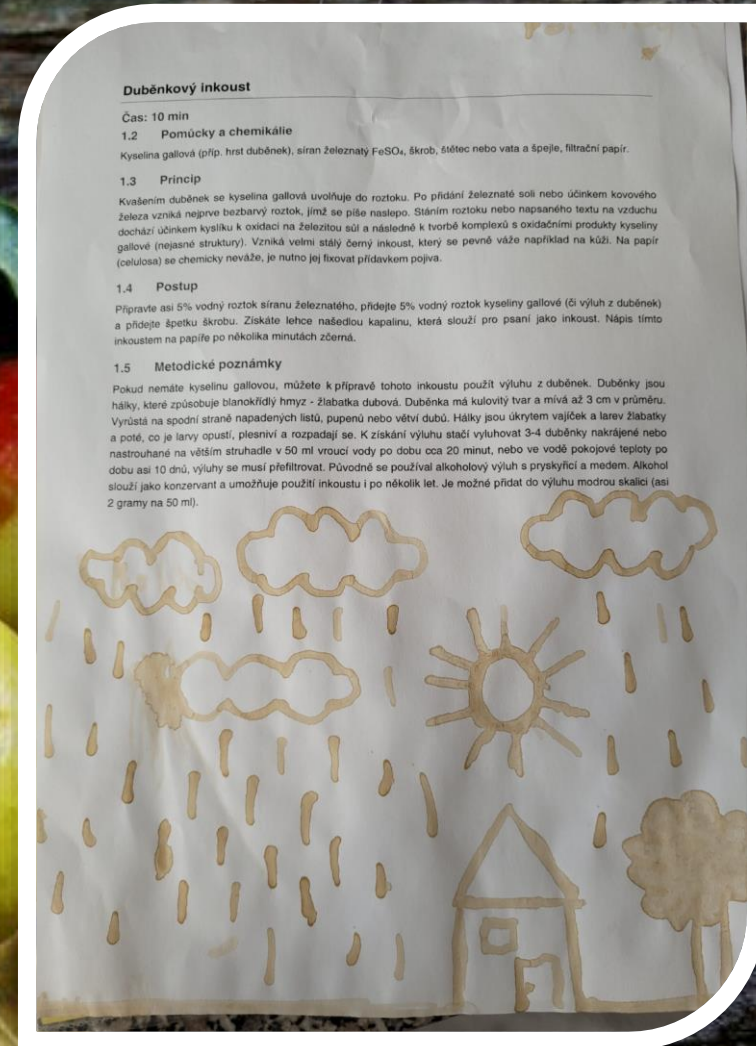 Duběnkový inkoust
Čas: 10 min
1.2 Pomůcky a chemikálie
Kyselina gallová (příp. hrst duběnek), síran železnatý FeSO₄, škrob, štětec nebo vata a špejle, filtrační papír.
1.3 Princip
Kvašením duběnek se kyselina gallová uvolňuje do roztoku. Po přidání železnaté soli nebo účinkem kovového
železa vzniká nejprve bezbarvý roztok, jímž se píše naslepo. Stáním roztoku nebo napsaného textu na vzduchu
dochází účinkem kyslíku k oxidaci na železitou sůl a následně k tvorbě komplexů s oxidačními produkty kyseliny
gallové (nejasné struktury). Vzniká velmi stálý černý inkoust, který se pevně váže například na kůži. Na papír
(celulosa) se chemicky neváže, je nutno jej fixovat přídavkem pojiva.
1.4 Postup
Připravte asi 5% vodný roztok síranu železnatého, přidejte 5% vodný roztok kyseliny gallové (či výluh z duběnek)
a přidejte špetku škrobu. Získáte lehce našedlou kapalinu, která slouží pro psaní jako inkoust. Nápis tímto
inkoustem na papíře po několika minutách zčerná.
1.5 Metodické poznámky
Pokud nemáte kyselinu gallovou, můžete k přípravě tohoto inkoustu použít výluhu z duběnek. Duběnky jsou
hálky, které způsobuje blanokřídlý hmyz - žlabatka dubová. Duběnka má kulovitý tvar a mívá až 3 cm v průměru.
Vyrůstá na spodní straně napadených listů, pupenů nebo větví dubů. Hálky jsou úkrytem vajíček a larev žlabatky
a poté, co je larvy opustí, plesniví a rozpadají se. K získání výluhu stačí vyluhovat 3-4 duběnky nakrájené nebo
nastrouhané na větším struhadle v 50 ml vroucí vody po dobu cca 20 minut, nebo ve vodě pokojové teploty po
dobu asi 10 dnů, výluhy se musí přefiltrovat. Původně se používal alkoholový výluh s pryskyřicí a medem. Alkohol
slouží jako konzervant a umožňuje použití inkoustu i po několik let. Je možné přidat do výluhu modrou skalici (asi
2 gramy na 50 ml).